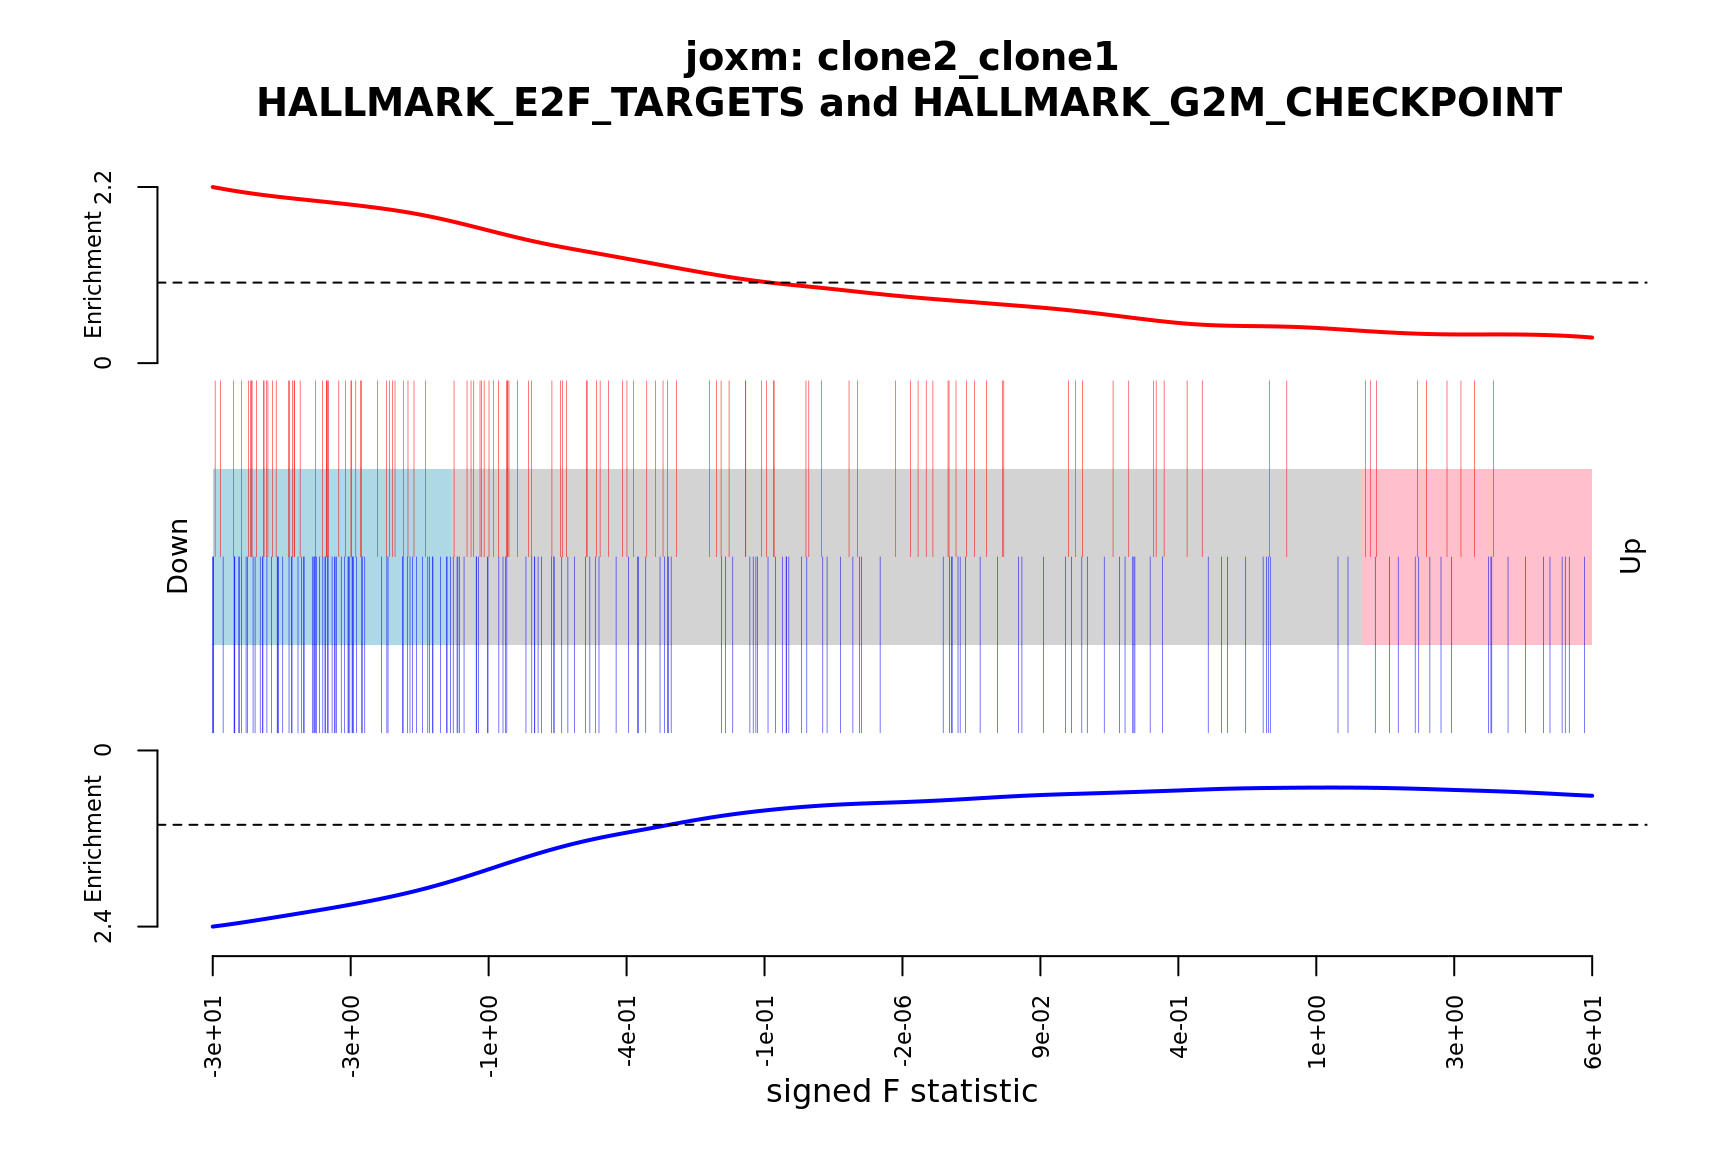 joxm: clone2_clone1
HALLMARK_E2F_TARGETS and HALLMARK_G2M_CHECKPOINT
2.2
Enrichment
0
Down
Up
0
Enrichment
2.4
-3e+01 -3e+00 -1e+00 -4e-01 -1e-01 -2e-06 9e-02 4e-01 1e+00 3e+00 6e+01
signed F statistic